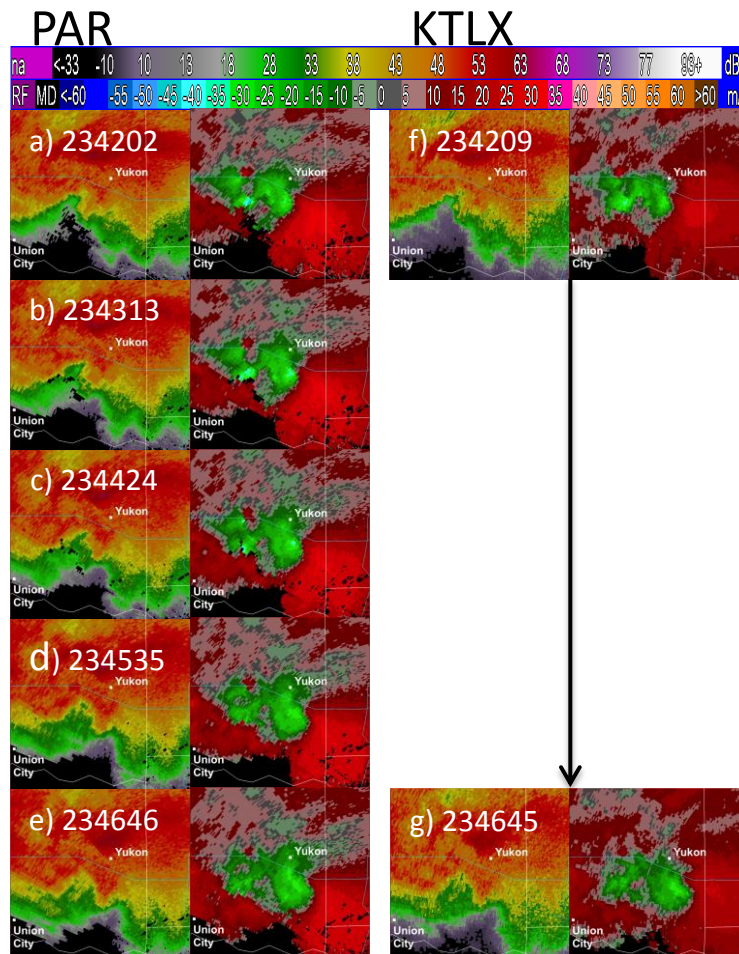 PAR KTLX
na <-33 -10 10 13 18 28 33 38 43 48 53 63 68 73 77 93+ dB
RF MD <-60 -55 -50 -45 -40 -35 -30 -25 -20 -10 -5 0 5 10 15 20 25 30 35 40 45 50 55 60 >60
a) 234202
Yukon
Yukon
Union
City
Union
City
f) 234209
Yukon
Yukon
Union
City
Union
City
b) 234313
Yukon
Yukon
Union
City
Union
City
c) 234424
Yukon
Yukon
Union
City
Union
City
d) 234535
Yukon
Yukon
Union
City
Union
City
e) 234646
Yukon
Yukon
Union
City
Union
City
g) 234645
Yukon
Yukon
Union
City
Union
City